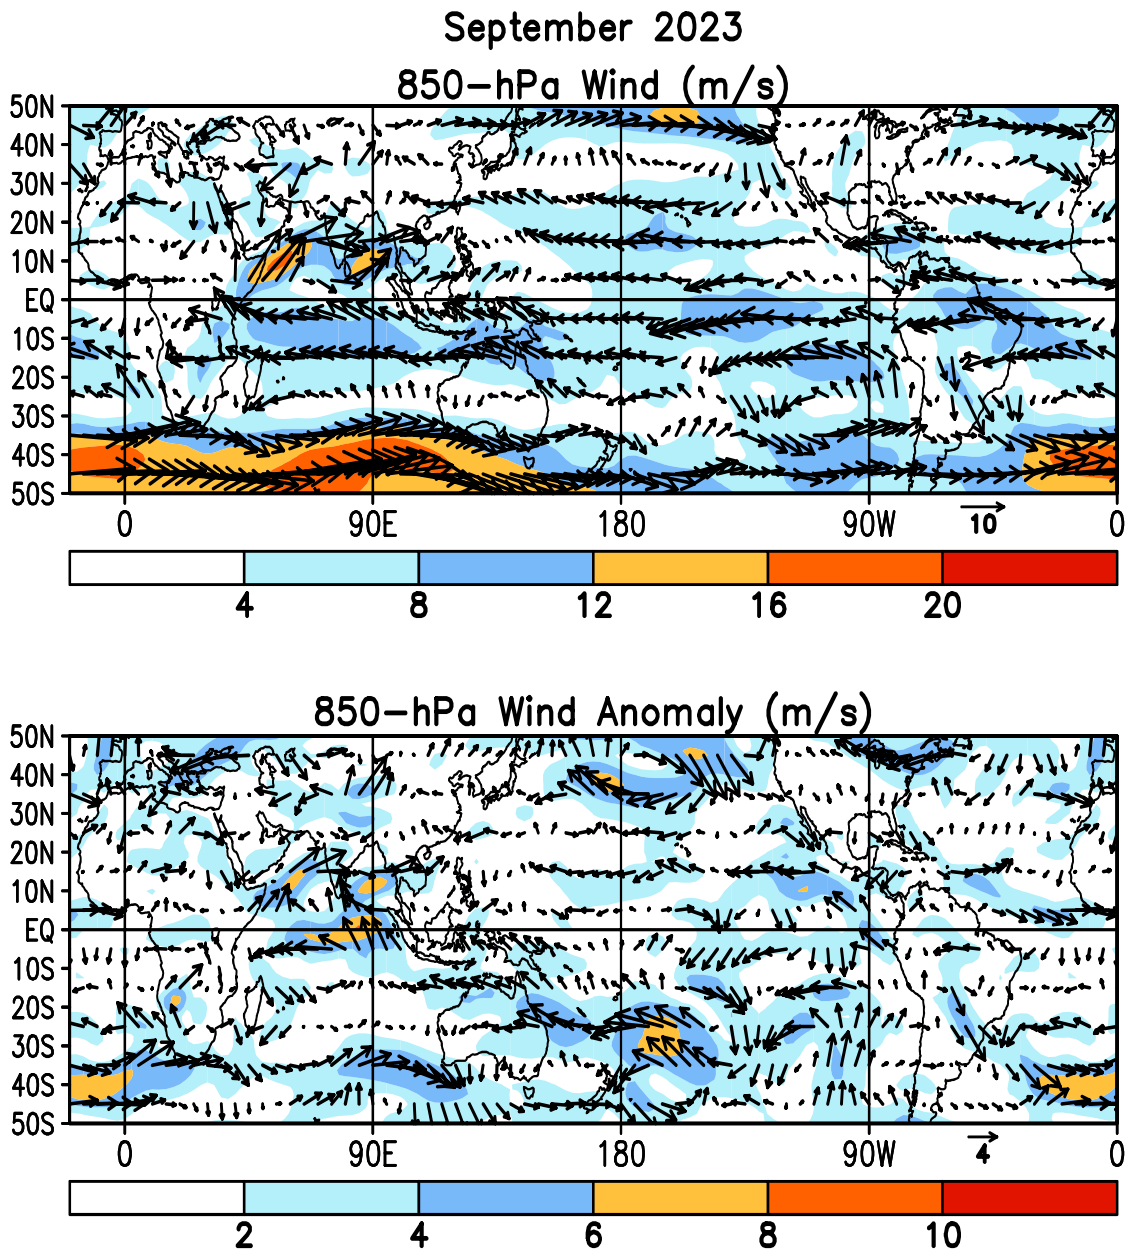 September 2023
850-hPa Wind (m/s)
50N
40N
30N
20N
10N
EQ
10S
20S
30S
40S
50S
0 90E 180 90W 0
10
4 8 12 16 20
850-hPa Wind Anomaly (m/s)
50N
40N
30N
20N
10N
EQ
10S
20S
30S
40S
50S
0 90E 180 90W 0
4
2 4 6 8 10